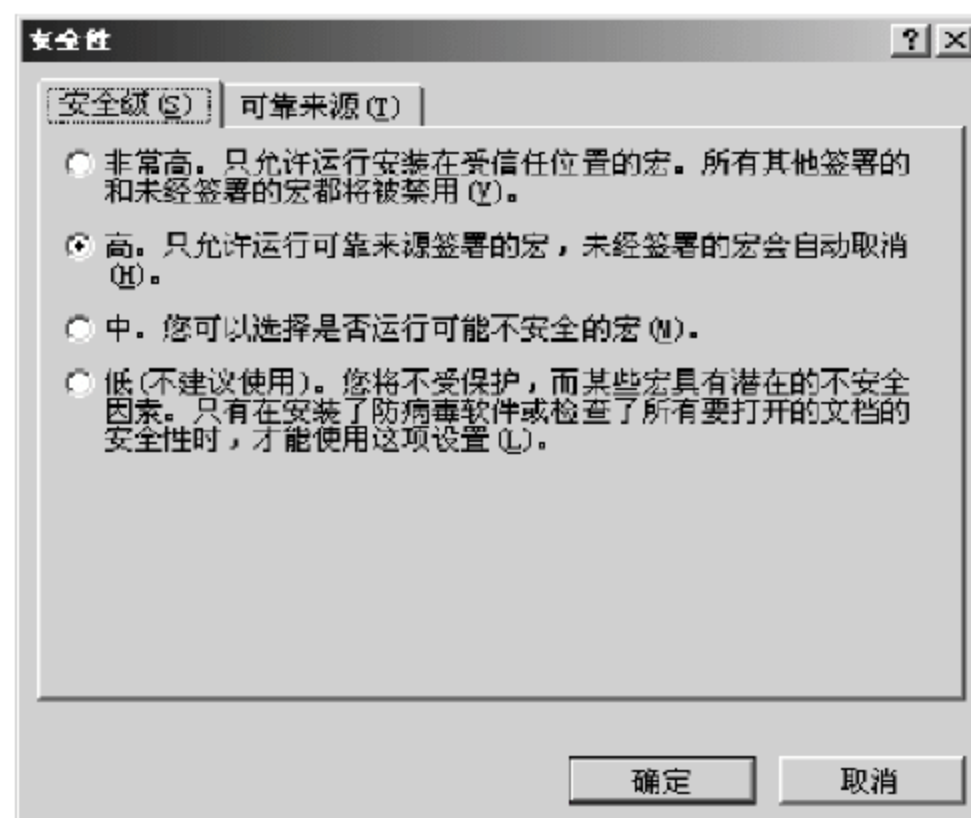 安全性
安全级(S) 可靠来源(T)
非常高。只允许运行安装在受信任位置的宏。所有其他签署的
和未经签署的宏都将被禁用(V)。
高。只允许运行可靠来源签署的宏，未经签署的宏会自动取消
(H)。
中。您可以选择是否运行可能不安全的宏(M)。
低(不建议使用)。您将不受保护，而某些宏具有潜在的不安全
因素。只有在安装了防病毒软件或检查了所有要打开的文档的
安全性时，才能使用这项设置(L)。
确定 取消